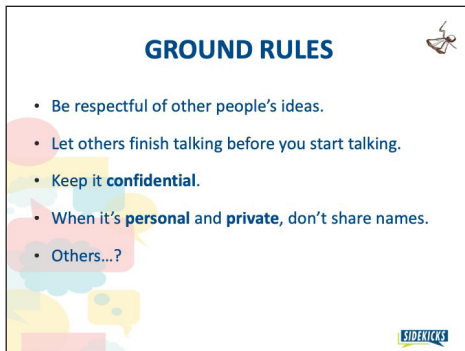 GROUND RULES
• Be respectful of other people's ideas.
• Let others finish talking before you start talking.
• Keep it confidential.
• When it's personal and private, don't share names.
• Others...?
SIDEKICKS